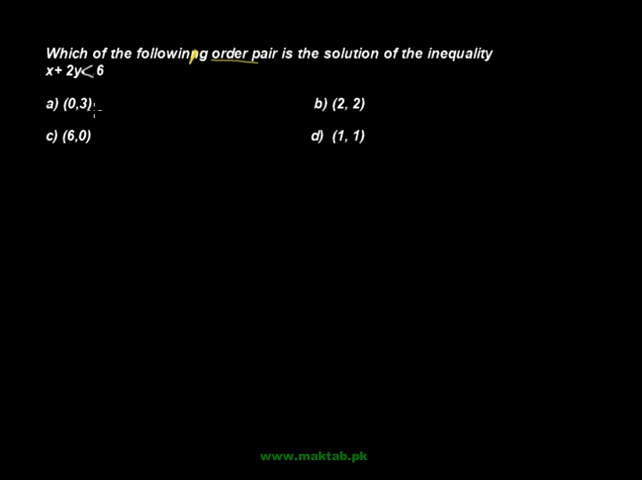 Which of the followinng order pair is the solution of the inequality
x+ 2y< 6
a) (0,3)
b) (2, 2)
c) (6,0)
d) (1, 1)
www.maktab.pk